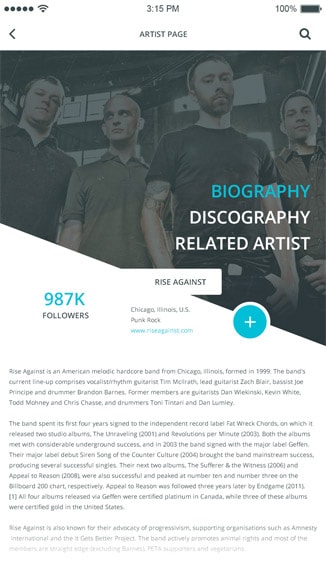 3:15 PM
100%
ARTIST PAGE
BIOGRAPHY
DISCOGRAPHY
RELATED ARTIST
RISE AGAINST
987K
FOLLOWERS
Chicago, Illinois, U.S.
Punk Rock
www.riseagainst.com
+
Rise Against is an American melodic hardcore band from Chicago, Illinois, formed in 1999. The band's
current line-up comprises vocalist/rhythm guitarist Tim McIlrath, lead guitarist Zach Blair, bassist Joe
Principe and drummer Brandon Barnes. Former members are guitarists Dan Wlekinski, Kevin White,
Todd Mohney and Chris Chasse, and drummers Toni Tintari and Dan Lumley.
The band spent its first four years signed to the independent record label Fat Wreck Chords, on which it
released two studio albums, The Unraveling (2001) and Revolutions per Minute (2003). Both the albums
met with considerable underground success, and in 2003 the band signed with the major label Geffen.
Their major label debut Siren Song of the Counter Culture (2004) brought the band mainstream success,
producing several successful singles. Their next two albums, The Sufferer & the Witness (2006) and
Appeal to Reason (2008), were also successful and peaked at number ten and number three on the
Billboard 200 chart, respectively. Appeal to Reason was followed three years later by Endgame (2011).
[1] All four albums released via Geffen were certified platinum in Canada, while three of these albums
were certified gold in the United States.
Rise Against is also known for their advocacy of progressivism, supporting organisations such as Amnesty
International and the It Gets Better Project. The band actively promotes animal rights and most of the
members are straight edge (excluding Barnes), PETA supporters and vegetarians.